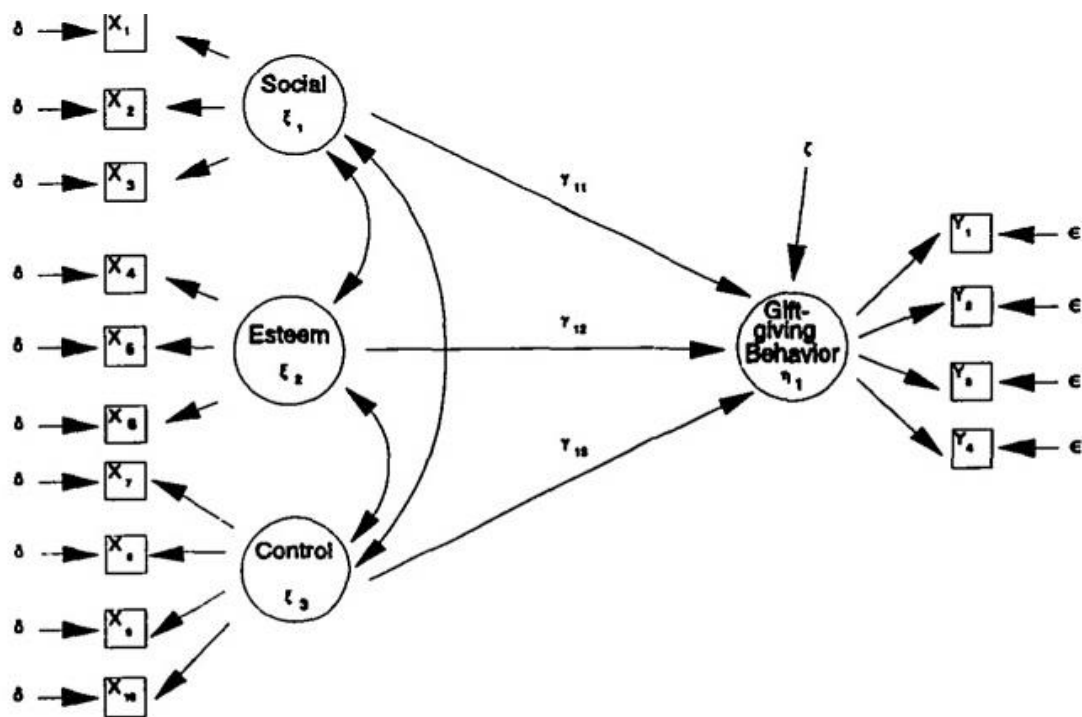 δ X₁
Social
ξ₁
δ X₂
δ X₃
γ₁₁
ζ
Y₁ ϵ
δ X₄
Esteem
ξ₂
δ X₅
δ X₆
γ₁₂
Gift-
giving
Behavior
η₁
Y₂ ϵ
Y₃ ϵ
Y₄ ϵ
γ₁₃
δ X₇
Control
ξ₃
δ X₈
δ X₉
δ X₁₀